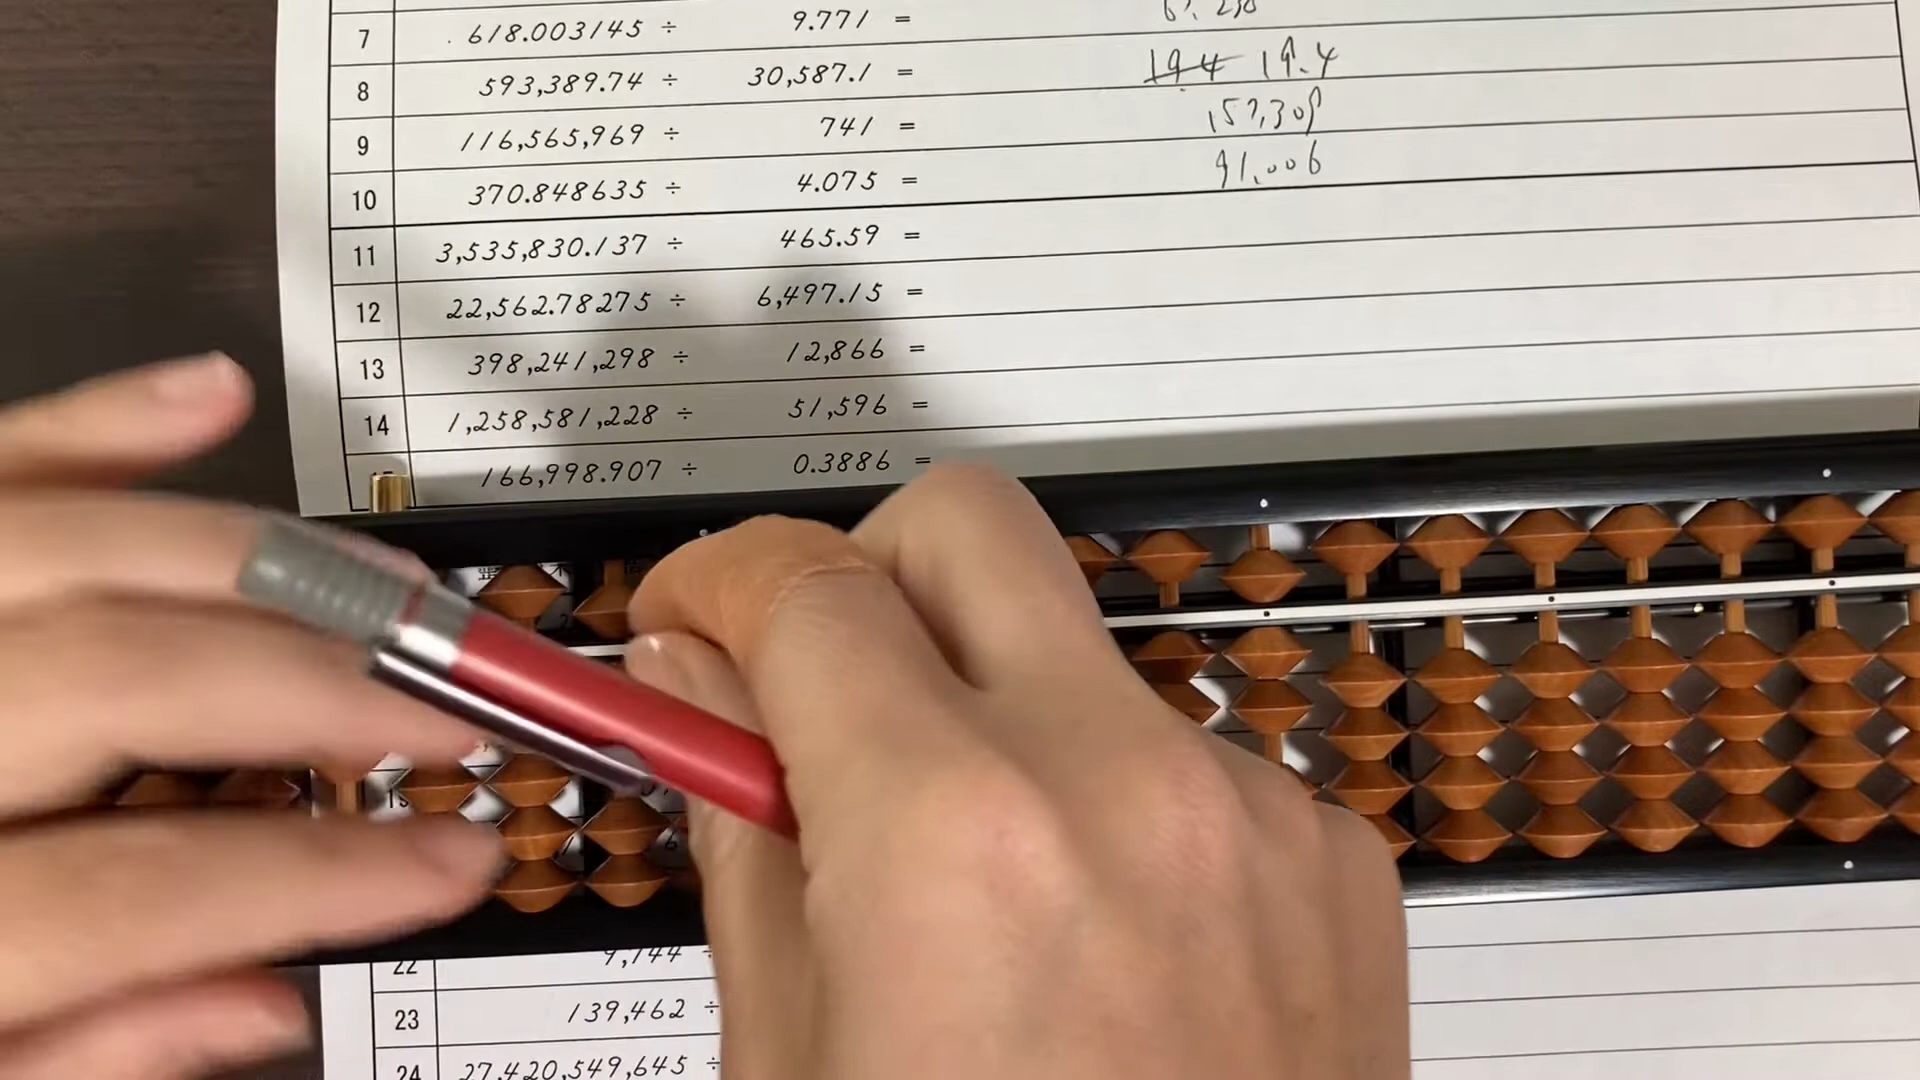 7 618.003145 ÷ 9.771 =
8 593,389.74 ÷ 30,587.1 = 19.4 19.4
9 116,565,969 ÷ 741 = 157,309
10 370.848635 ÷ 4.075 = 91.006
11 3,535,830.137 ÷ 465.59 =
12 22,562.78275 ÷ 6,497.15 =
13 398,241,298 ÷ 12,866 =
14 1,258,581,228 ÷ 51,596 =
166,998.907 ÷ 0.3886 =
22 9,744 ÷
23 139,462 ÷
24 27,420,549,645 ÷